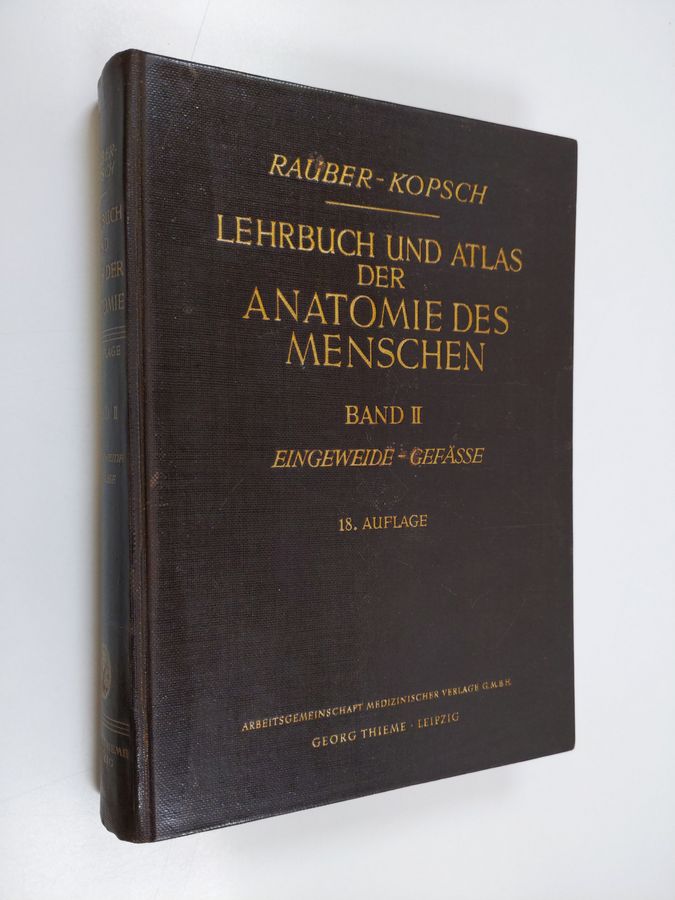 RAUBER-KOPSCH
LEHRBUCH UND ATLAS
DER
ANATOMIE DES
MENSCHEN
BAND II
EINGEWEIDE-GEFÄSSE
18. AUFLAGE
ARBEITSGEMEINSCHAFT MEDIZINISCHER VERLAGE G.M.B.H.
GEORG THIEME · LEIPZIG